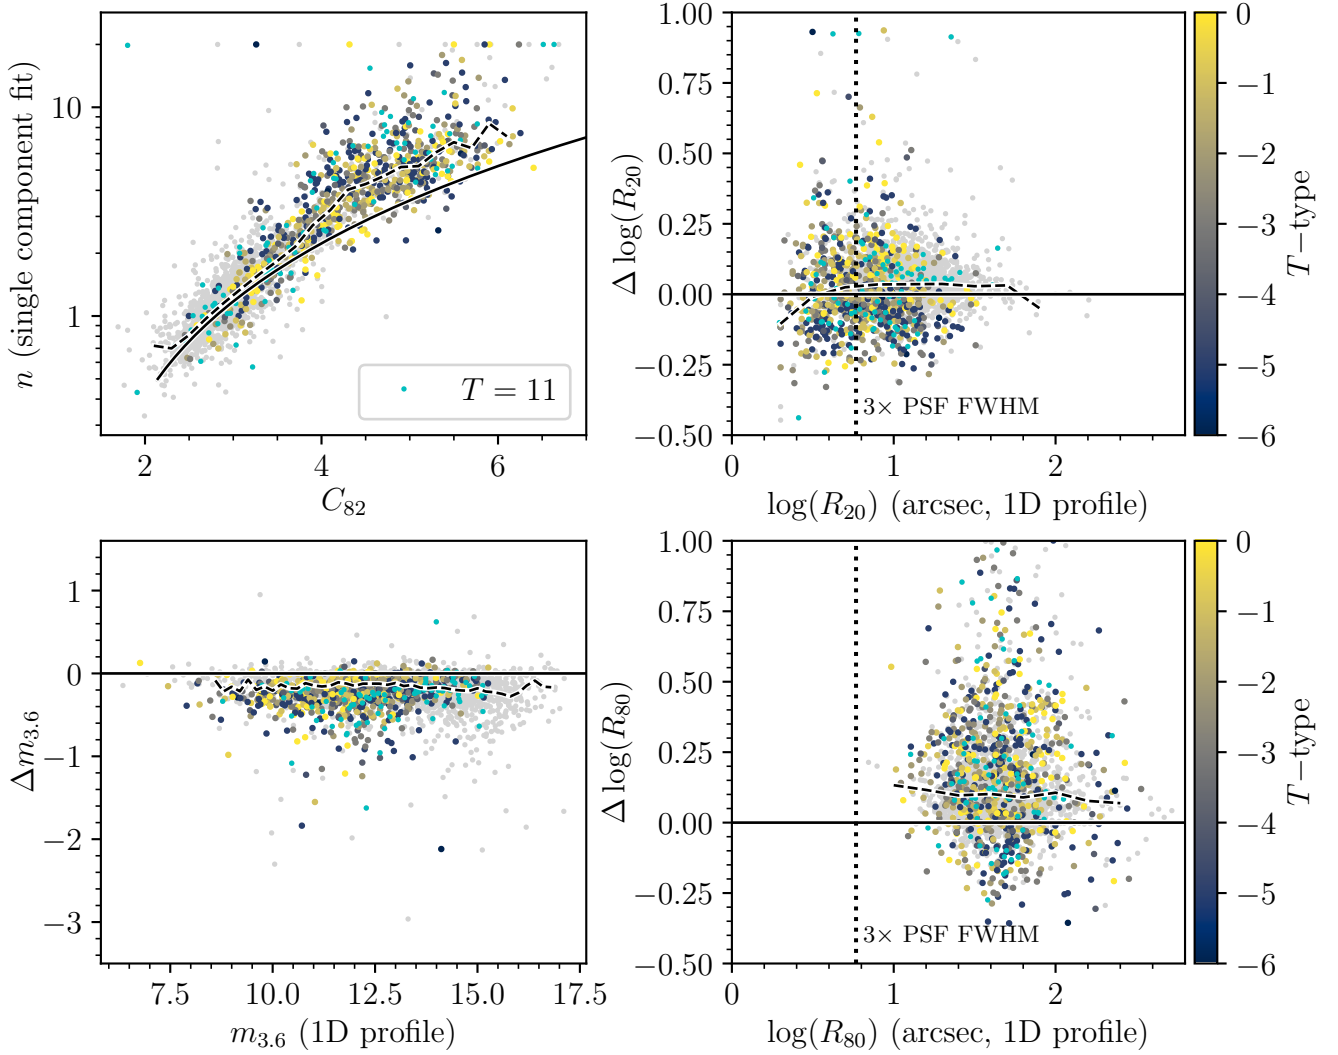 n (single component fit)
10
1
T = 11
2 4 6
C₈₂
Δ log(R₂₀)
1.00
0.75
0.50
0.25
0.00
−0.25
−0.50
3× PSF FWHM
0 1 2
log(R₂₀) (arcsec, 1D profile)
0
−1
−2
−3
−4
−5
−6
T−type
Δm₃.₆
1
0
−1
−2
−3
7.5 10.0 12.5 15.0 17.5
m₃.₆ (1D profile)
Δ log(R₈₀)
1.00
0.75
0.50
0.25
0.00
−0.25
−0.50
3× PSF FWHM
0 1 2
log(R₈₀) (arcsec, 1D profile)
0
−1
−2
−3
−4
−5
−6
T−type